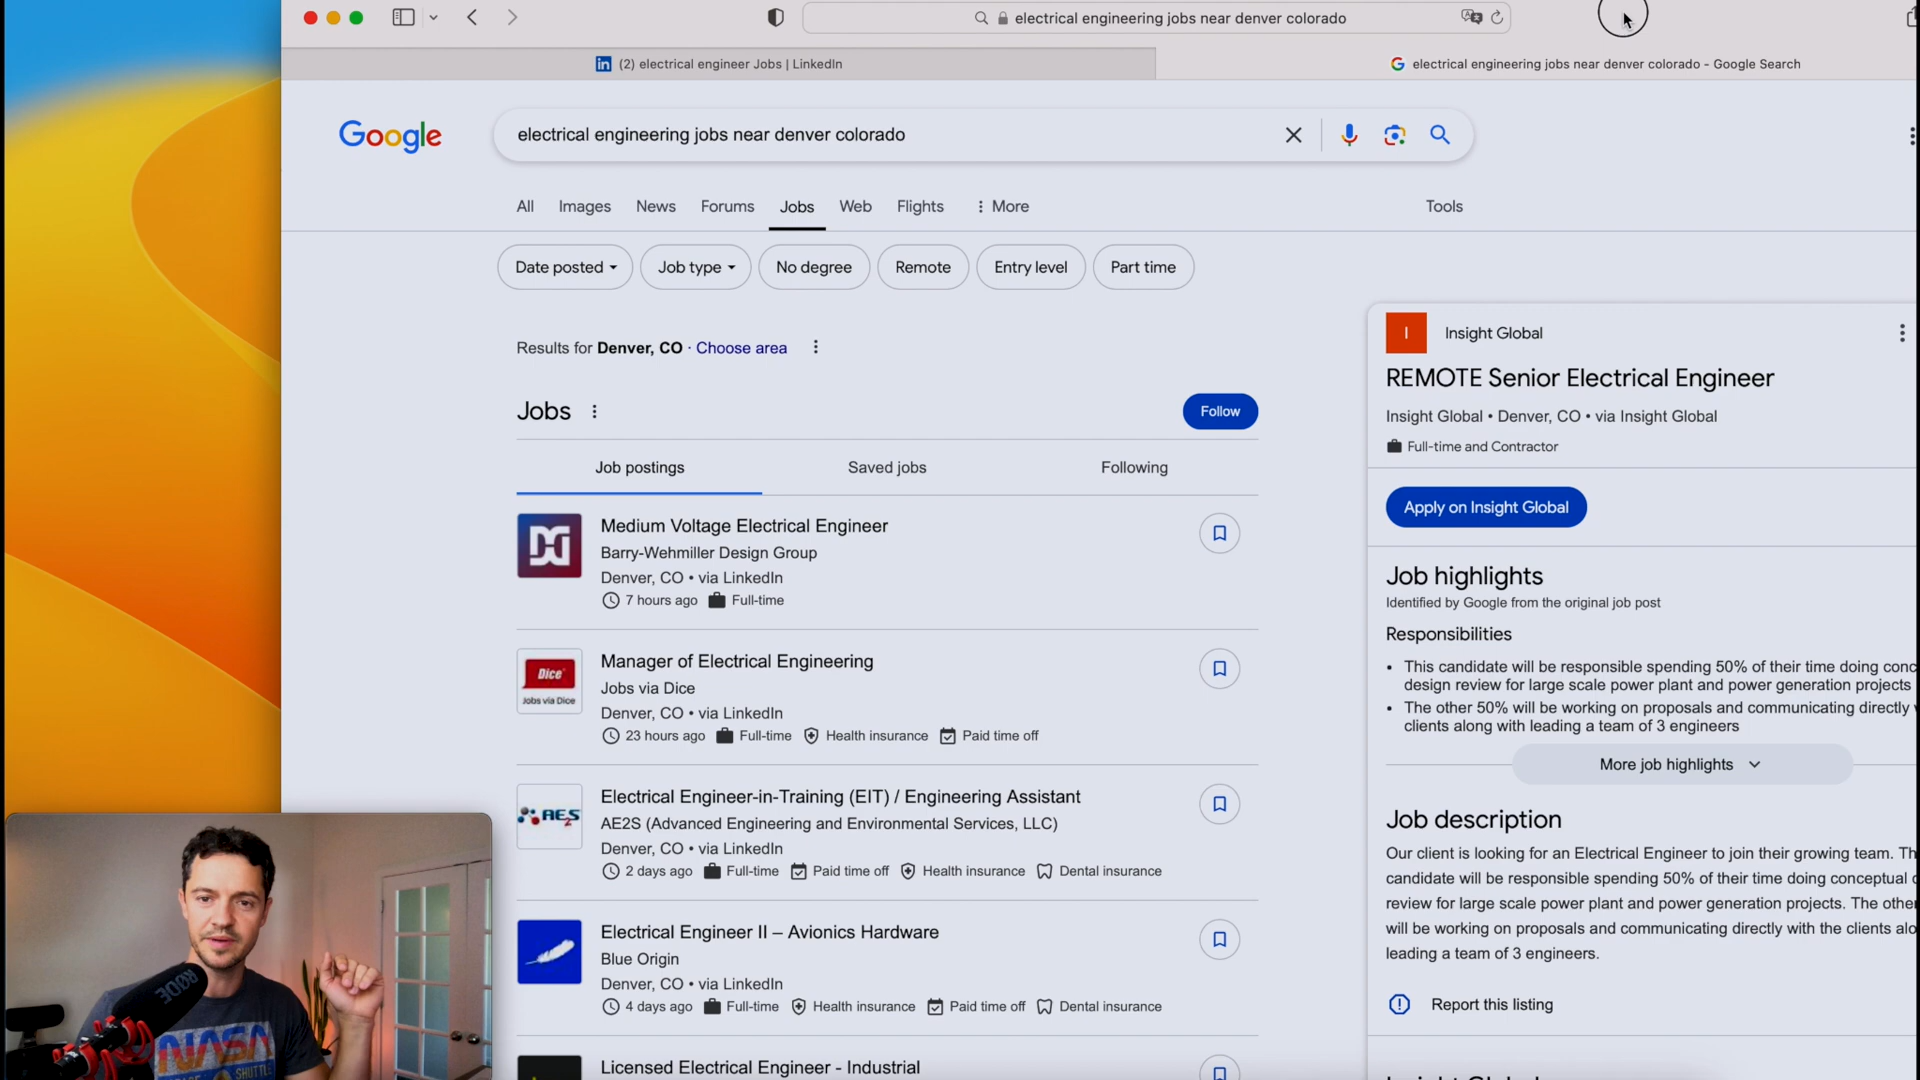 electrical engineering jobs near denver colorado
(2) electrical engineer Jobs | LinkedIn
electrical engineering jobs near denver colorado - Google Search
Google
electrical engineering jobs near denver colorado
All
Images
News
Forums
Jobs
Web
Flights
More
Tools
Date posted
Job type
No degree
Remote
Entry level
Part time
Results for Denver, CO · Choose area
Jobs
Follow
Job postings
Saved jobs
Following
Medium Voltage Electrical Engineer
Barry-Wehmiller Design Group
Denver, CO • via LinkedIn
7 hours ago Full-time
Dice
Jobs via Dice
Manager of Electrical Engineering
Jobs via Dice
Denver, CO • via LinkedIn
23 hours ago Full-time Health insurance Paid time off
AE2S
Electrical Engineer-in-Training (EIT) / Engineering Assistant
AE2S (Advanced Engineering and Environmental Services, LLC)
Denver, CO • via LinkedIn
2 days ago Full-time Paid time off Health insurance Dental insurance
Electrical Engineer II – Avionics Hardware
Blue Origin
Denver, CO • via LinkedIn
4 days ago Full-time Health insurance Paid time off Dental insurance
Licensed Electrical Engineer - Industrial
I
Insight Global
REMOTE Senior Electrical Engineer
Insight Global • Denver, CO • via Insight Global
Full-time and Contractor
Apply on Insight Global
Job highlights
Identified by Google from the original job post
Responsibilities
• This candidate will be responsible spending 50% of their time doing conc
design review for large scale power plant and power generation projects
• The other 50% will be working on proposals and communicating directly
clients along with leading a team of 3 engineers
More job highlights
Job description
Our client is looking for an Electrical Engineer to join their growing team. Th
candidate will be responsible spending 50% of their time doing conceptual
review for large scale power plant and power generation projects. The other
will be working on proposals and communicating directly with the clients alo
leading a team of 3 engineers.
Report this listing
RØDE
NASA
SHUTTLE